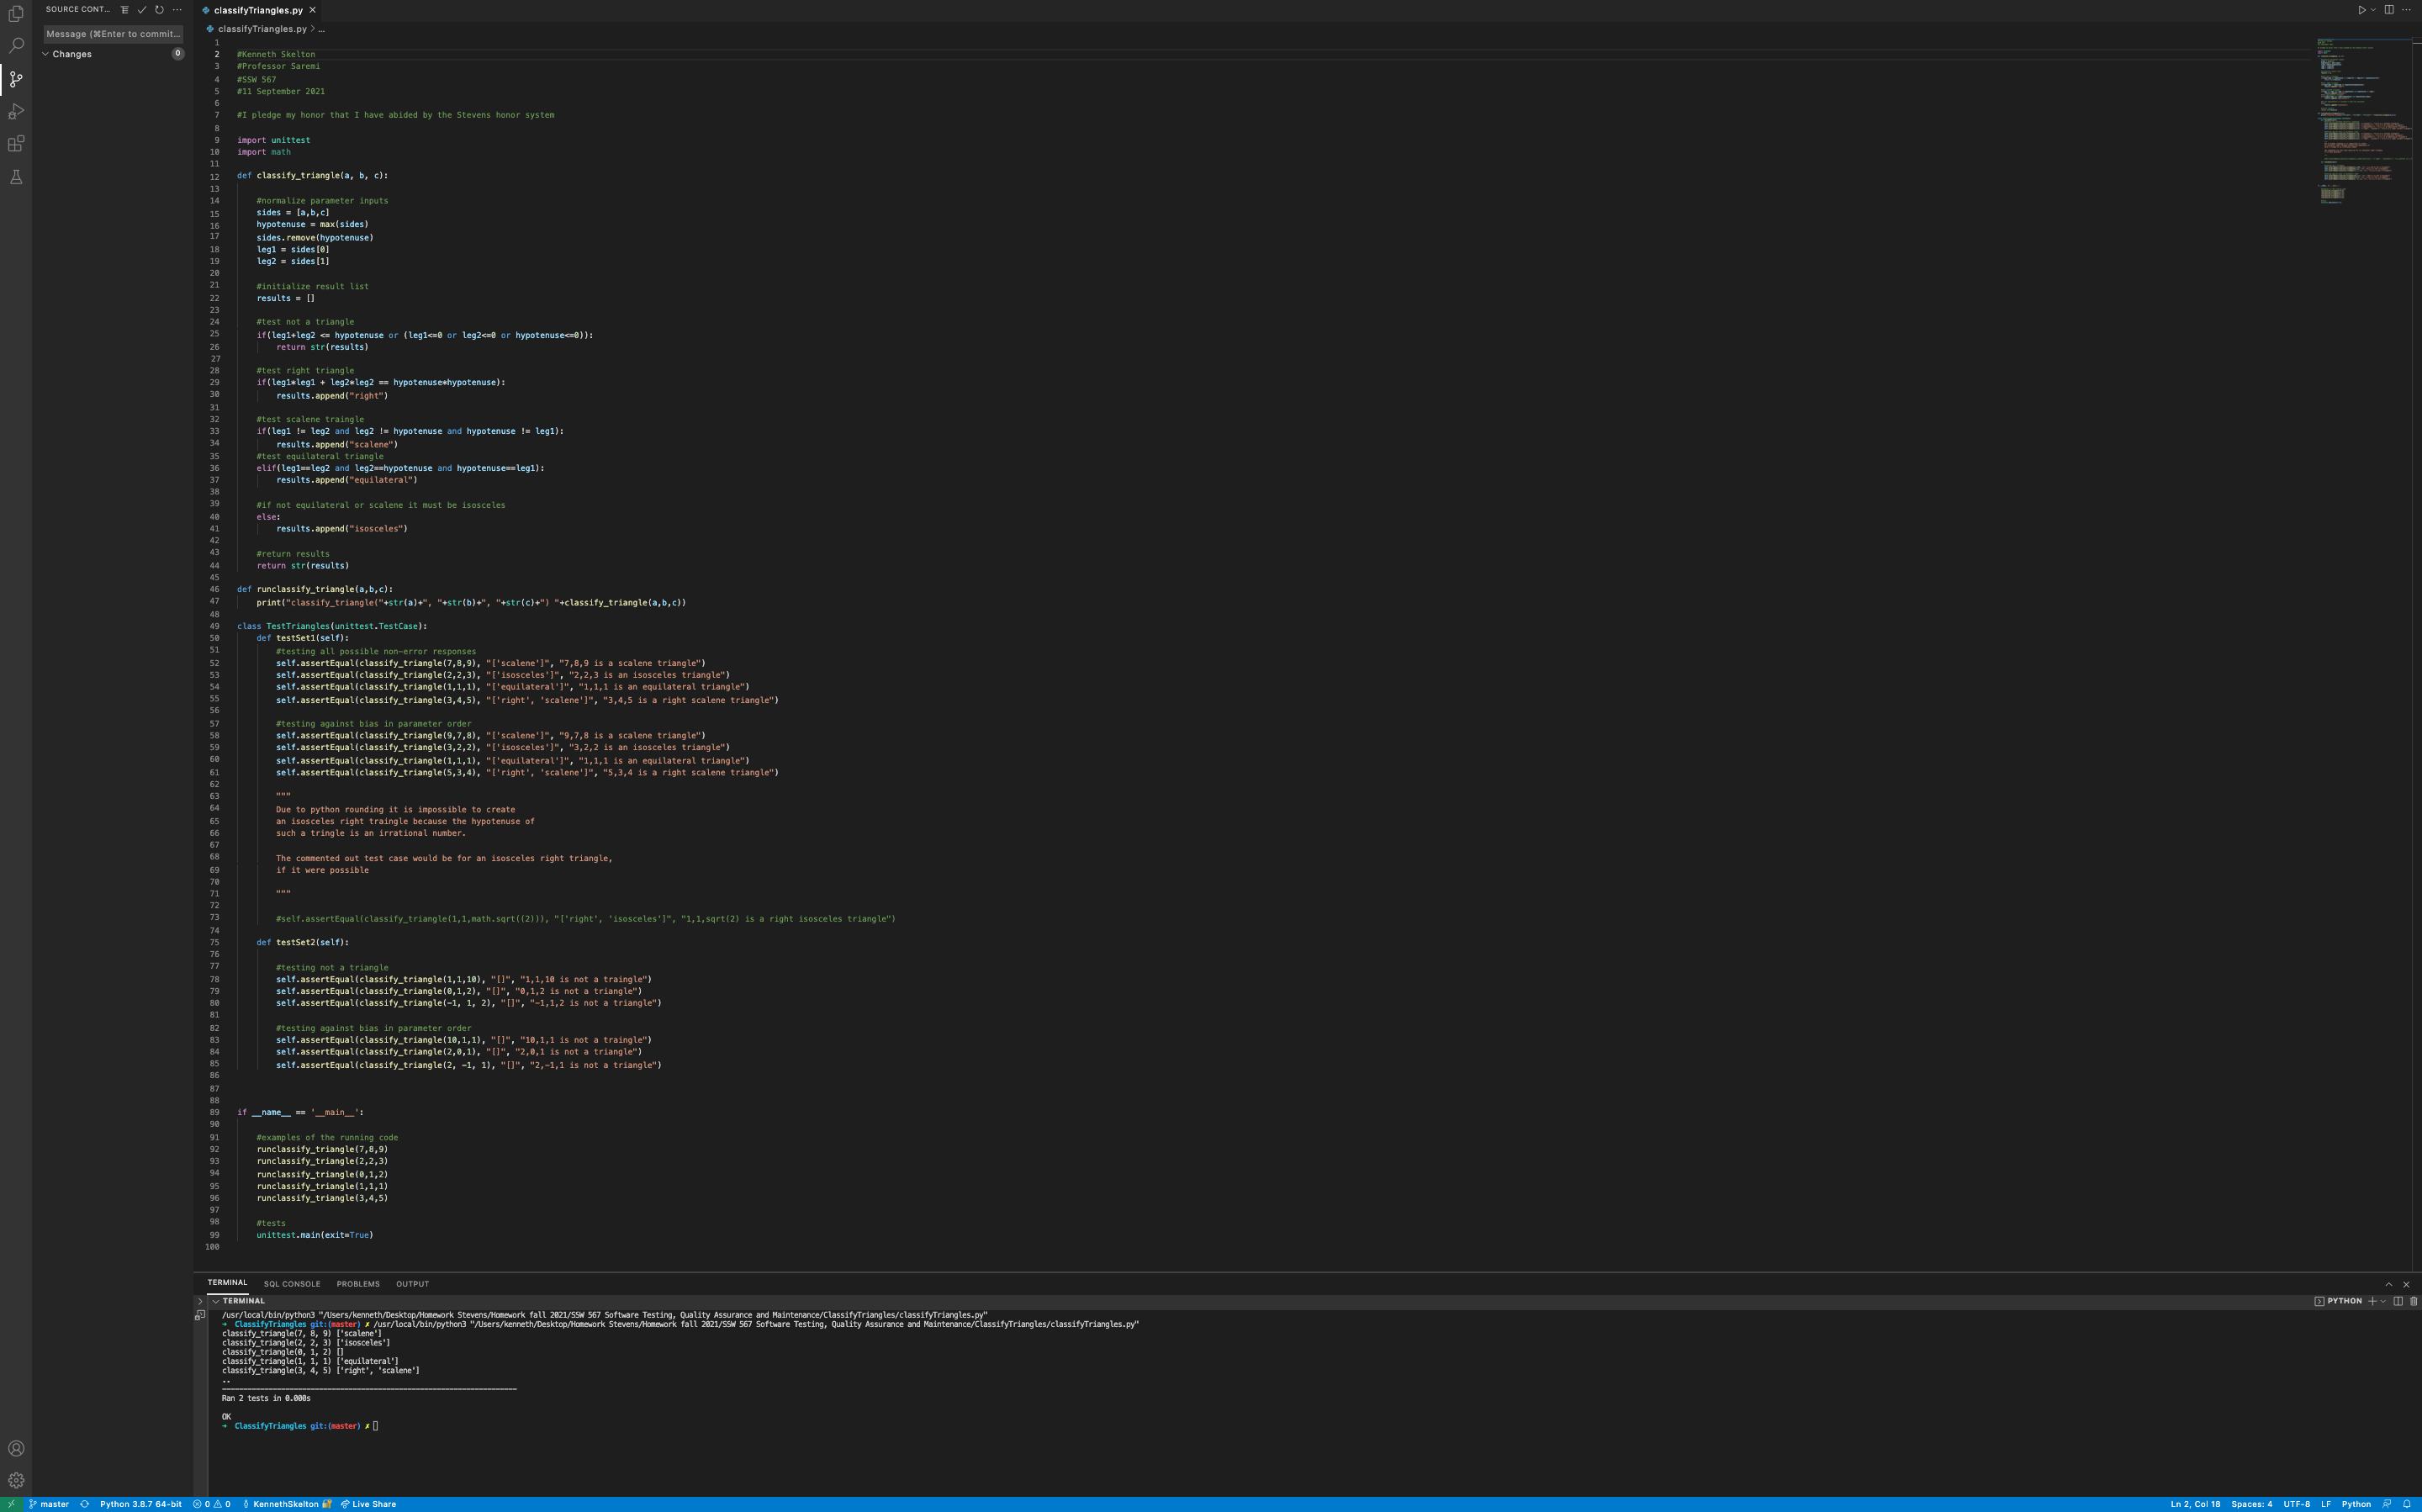 SOURCE CONT...
Message (⌘Enter to commit...
Changes
0
classifyTriangles.py
classifyTriangles.py > ...
1
2 #Kenneth Skelton
3 #Professor Saremi
4 #SSW 567
5 #11 September 2021
6
7 #I pledge my honor that I have abided by the Stevens honor system
8
9 import unittest
10 import math
11
12 def classify_triangle(a, b, c):
13
14 #normalize parameter inputs
15 sides = [a,b,c]
16 hypotenuse = max(sides)
17 sides.remove(hypotenuse)
18 leg1 = sides[0]
19 leg2 = sides[1]
20
21 #initialize result list
22 results = []
23
24 #test not a triangle
25 if(leg1+leg2 <= hypotenuse or (leg1<=0 or leg2<=0 or hypotenuse<=0)):
26 return str(results)
27
28 #test right triangle
29 if(leg1*leg1 + leg2*leg2 == hypotenuse*hypotenuse):
30 results.append("right")
31
32 #test scalene traingle
33 if(leg1 != leg2 and leg2 != hypotenuse and hypotenuse != leg1):
34 results.append("scalene")
35 #test equilateral triangle
36 elif(leg1==leg2 and leg2==hypotenuse and hypotenuse==leg1):
37 results.append("equilateral")
38
39 #if not equilateral or scalene it must be isosceles
40 else:
41 results.append("isosceles")
42
43 #return results
44 return str(results)
45
46 def runclassify_triangle(a,b,c):
47 print("classify_triangle("+str(a)+", "+str(b)+", "+str(c)+") "+classify_triangle(a,b,c))
48
49 class TestTriangles(unittest.TestCase):
50 def testSet1(self):
51 #testing all possible non-error responses
52 self.assertEqual(classify_triangle(7,8,9), "['scalene']", "7,8,9 is a scalene triangle")
53 self.assertEqual(classify_triangle(2,2,3), "['isosceles']", "2,2,3 is an isosceles triangle")
54 self.assertEqual(classify_triangle(1,1,1), "['equilateral']", "1,1,1 is an equilateral triangle")
55 self.assertEqual(classify_triangle(3,4,5), "['right', 'scalene']", "3,4,5 is a right scalene triangle")
56
57 #testing against bias in parameter order
58 self.assertEqual(classify_triangle(9,7,8), "['scalene']", "9,7,8 is a scalene triangle")
59 self.assertEqual(classify_triangle(3,2,2), "['isosceles']", "3,2,2 is an isosceles triangle")
60 self.assertEqual(classify_triangle(1,1,1), "['equilateral']", "1,1,1 is an equilateral triangle")
61 self.assertEqual(classify_triangle(5,3,4), "['right', 'scalene']", "5,3,4 is a right scalene triangle")
62
63 """
64 Due to python rounding it is impossible to create
65 an isosceles right traingle because the hypotenuse of
66 such a tringle is an irrational number.
67
68 The commented out test case would be for an isosceles right triangle,
69 if it were possible
70
71 """
72
73 #self.assertEqual(classify_triangle(1,1,math.sqrt((2))), "['right', 'isosceles']", "1,1,sqrt(2) is a right isosceles triangle")
74
75 def testSet2(self):
76
77 #testing not a triangle
78 self.assertEqual(classify_triangle(1,1,10), "[]", "1,1,10 is not a traingle")
79 self.assertEqual(classify_triangle(0,1,2), "[]", "0,1,2 is not a triangle")
80 self.assertEqual(classify_triangle(-1, 1, 2), "[]", "-1,1,2 is not a triangle")
81
82 #testing against bias in parameter order
83 self.assertEqual(classify_triangle(10,1,1), "[]", "10,1,1 is not a traingle")
84 self.assertEqual(classify_triangle(2,0,1), "[]", "2,0,1 is not a triangle")
85 self.assertEqual(classify_triangle(2, -1, 1), "[]", "2,-1,1 is not a triangle")
86
87
88
89 if __name__ == '__main__':
90
91 #examples of the running code
92 runclassify_triangle(7,8,9)
93 runclassify_triangle(2,2,3)
94 runclassify_triangle(0,1,2)
95 runclassify_triangle(1,1,1)
96 runclassify_triangle(3,4,5)
97
98 #tests
99 unittest.main(exit=True)
100
TERMINAL SQL CONSOLE PROBLEMS OUTPUT
TERMINAL
PYTHON
/usr/local/bin/python3 "/Users/kenneth/Desktop/Homework Stevens/Homework fall 2021/SSW 567 Software Testing, Quality Assurance and Maintenance/ClassifyTriangles/classifyTriangles.py"
➜ ClassifyTriangles git:(master) ✗ /usr/local/bin/python3 "/Users/kenneth/Desktop/Homework Stevens/Homework fall 2021/SSW 567 Software Testing, Quality Assurance and Maintenance/ClassifyTriangles/classifyTriangles.py"
classify_triangle(7, 8, 9) ['scalene']
classify_triangle(2, 2, 3) ['isosceles']
classify_triangle(0, 1, 2) []
classify_triangle(1, 1, 1) ['equilateral']
classify_triangle(3, 4, 5) ['right', 'scalene']
..
----------------------------------------------------------------------
Ran 2 tests in 0.000s

OK
➜ ClassifyTriangles git:(master) ✗
master Python 3.8.7 64-bit 0 0 KennethSkelton Live Share Ln 2, Col 18 Spaces: 4 UTF-8 LF Python